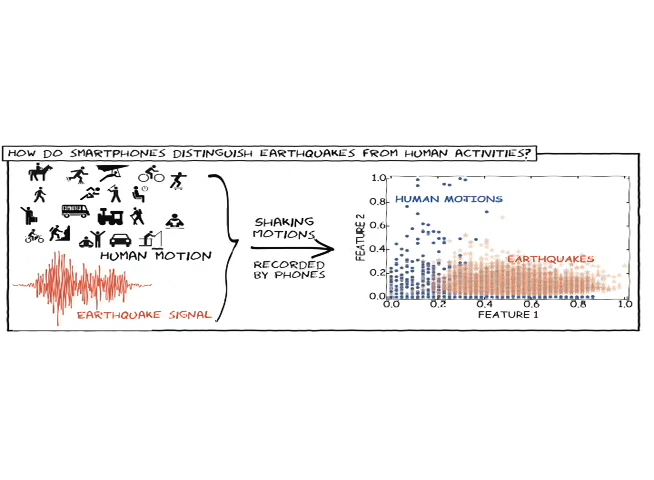 HOW DO SMARTPHONES DISTINGUISH EARTHQUAKES FROM HUMAN ACTIVITIES?
HUMAN MOTION
EARTHQUAKE SIGNAL
SHAKING
MOTIONS
RECORDED
BY PHONES
1.0
0.8
0.6
0.4
0.2
0.0
FEATURE 2
HUMAN MOTIONS
EARTHQUAKES
0.0 0.2 0.4 0.6 0.8 1.0
FEATURE 1